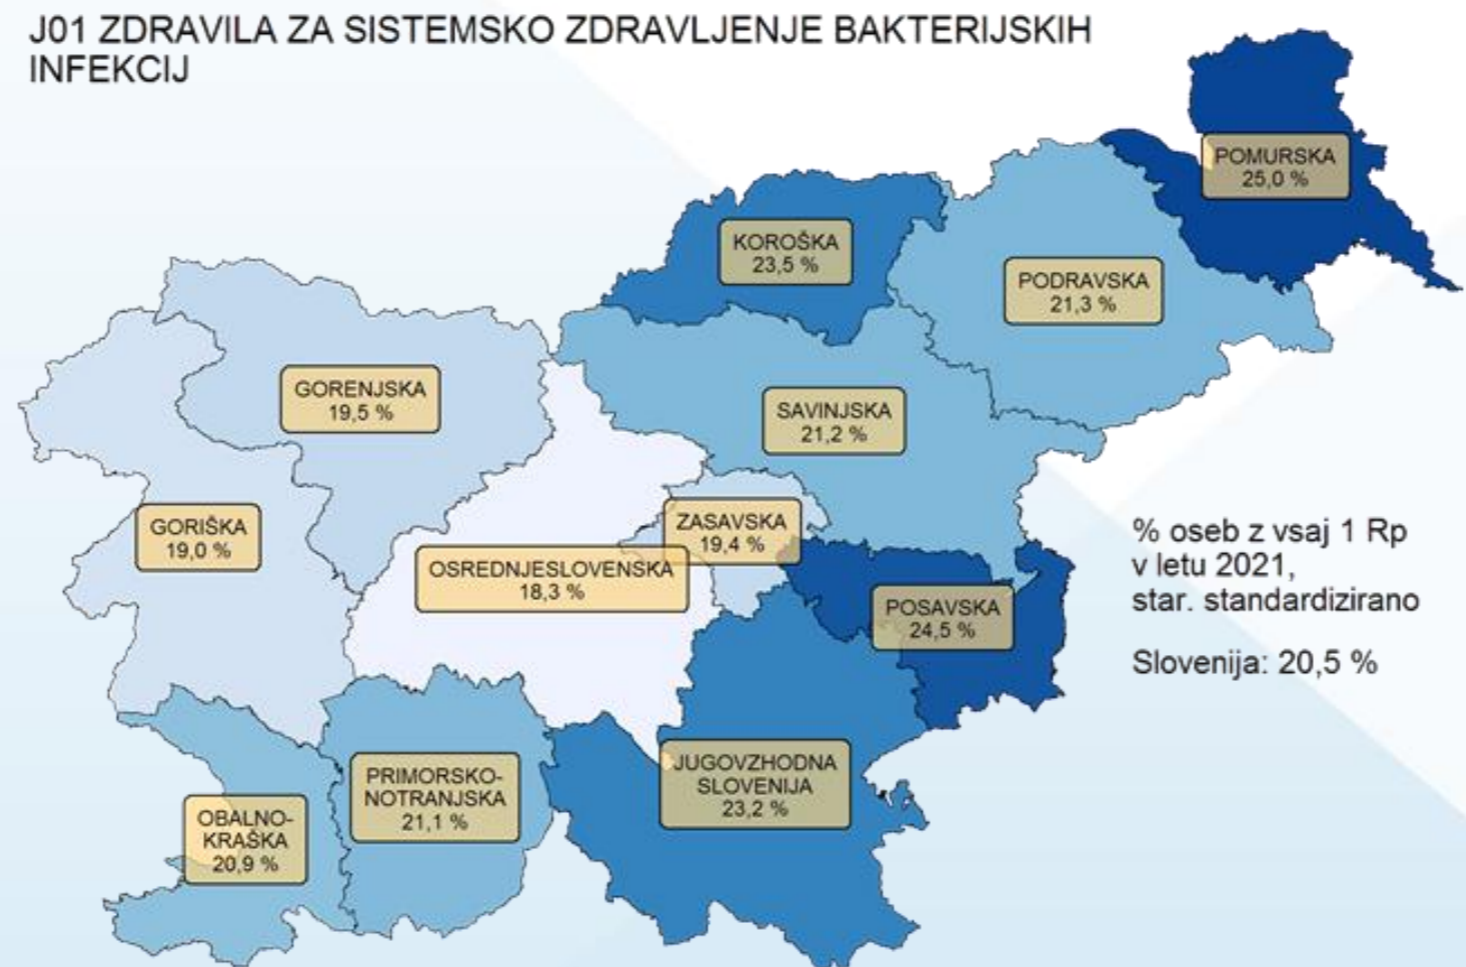 J01 ZDRAVILA ZA SISTEMSKO ZDRAVLJENJE BAKTERIJSKIH
INFEKCIJ
POMURSKA
25,0 %
KOROŠKA
23,5 %
PODRAVSKA
21,3 %
GORENJSKA
19,5 %
SAVINJSKA
21,2 %
GORIŠKA
19,0 %
ZASAVSKA
19,4 %
OSREDNJESLOVENSKA
18,3 %
POSAVSKA
24,5 %
% oseb z vsaj 1 Rp
v letu 2021,
star. standardizirano
Slovenija: 20,5 %
JUGOVZHODNA
SLOVENIJA
23,2 %
PRIMORSKO-
NOTRANJSKA
21,1 %
OBALNO-
KRAŠKA
20,9 %